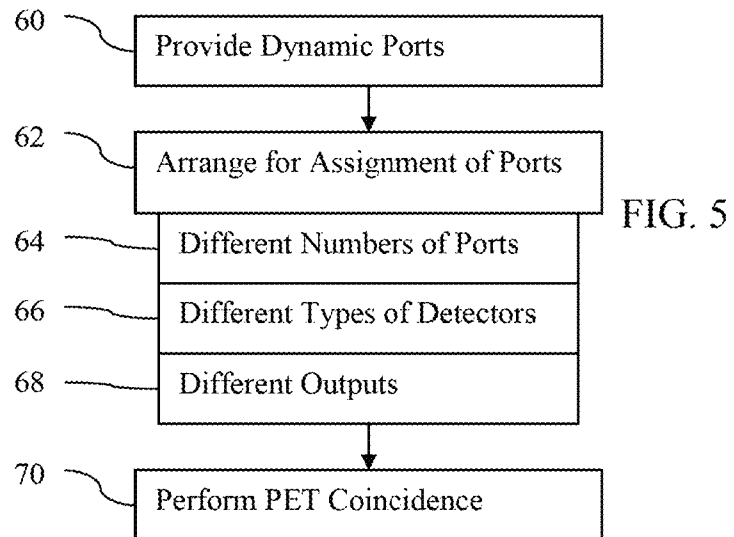 60
Provide Dynamic Ports
62
Arrange for Assignment of Ports
FIG. 5
64
Different Numbers of Ports
66
Different Types of Detectors
68
Different Outputs
70
Perform PET Coincidence